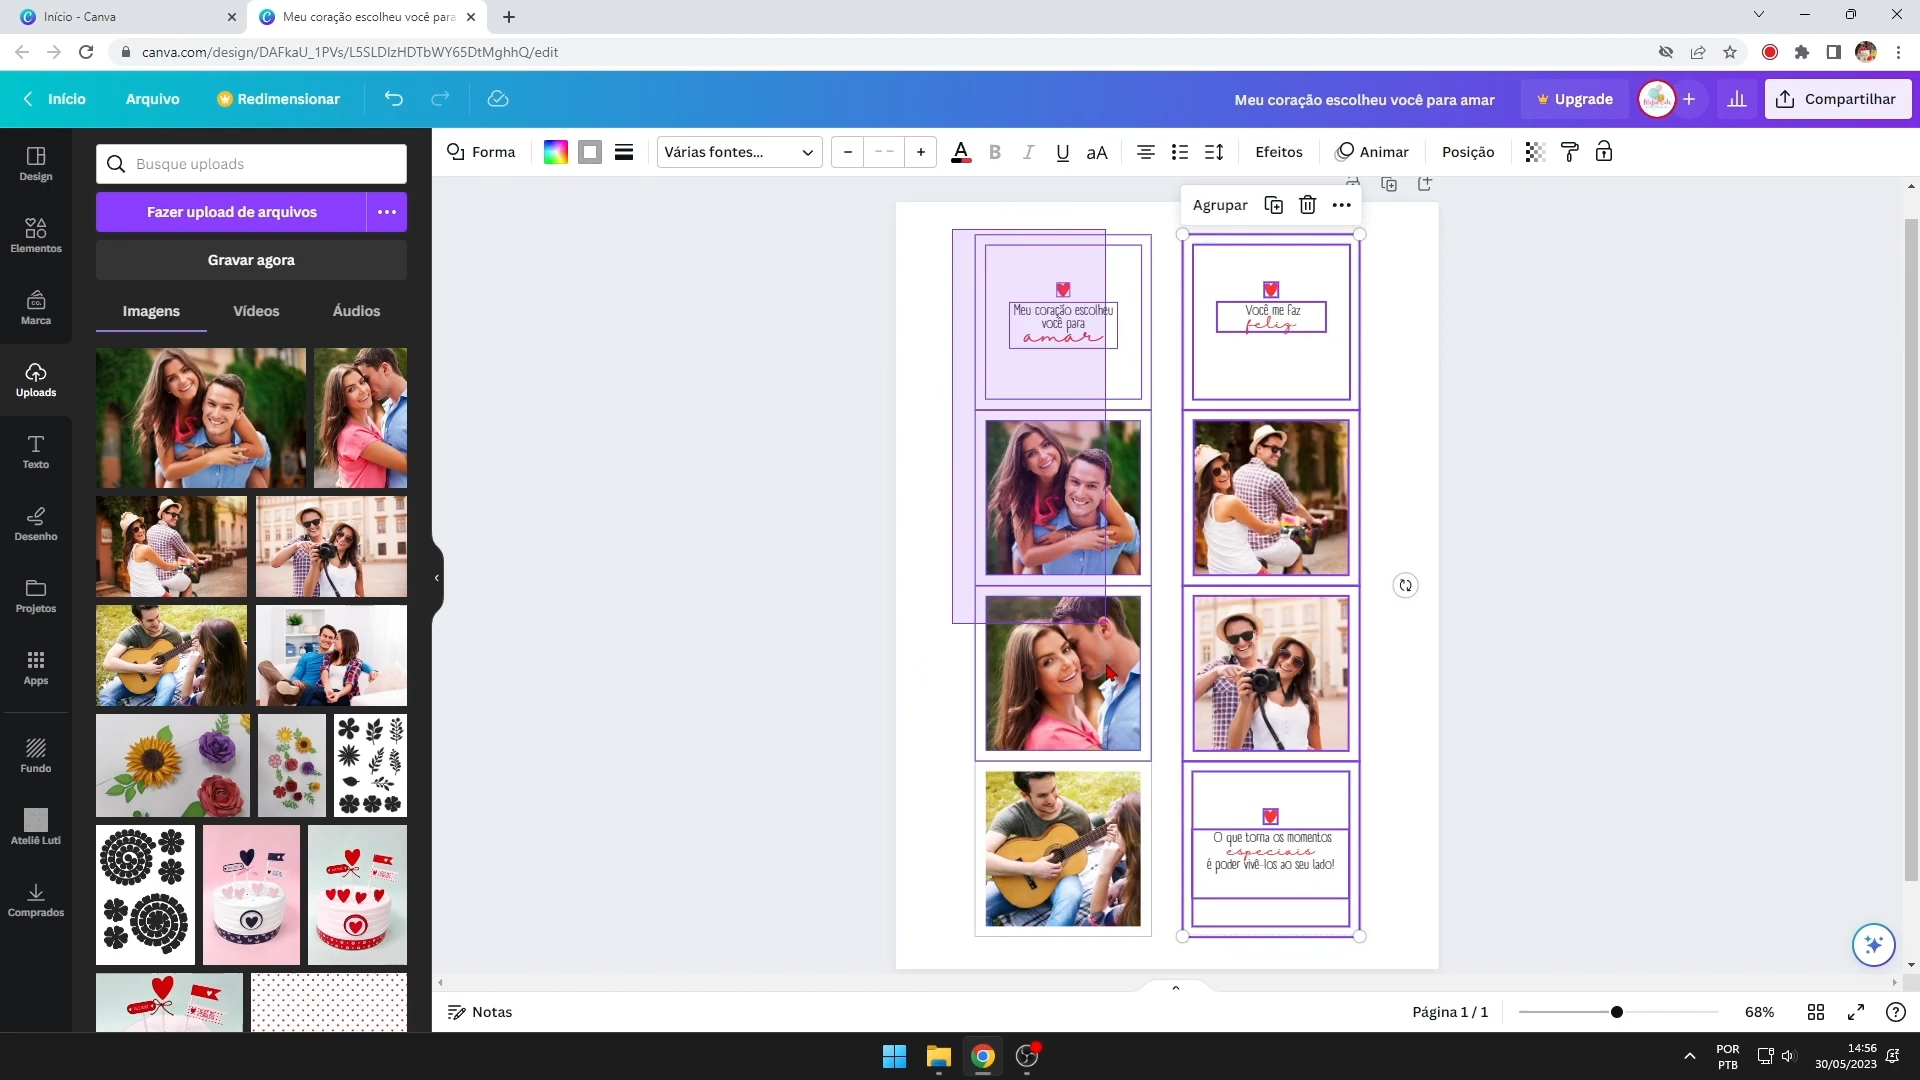 Início - Canva
Meu coração escolheu você para
canva.com/design/DAFkaU_1PVs/L5SLDIzHDTbWY65DtMghhQ/edit
Início
Arquivo
Redimensionar
Meu coração escolheu você para amar
Upgrade
Compartilhar
Forma
Várias fontes...
- -
aA
Efeitos
Animar
Posição
Design
Elementos
Marca
Uploads
Texto
Desenho
Projetos
Apps
Fundo
Ateliê Luti
Comprados
Busque uploads
Fazer upload de arquivos
Gravar agora
Imagens
Vídeos
Áudios
Agrupar
Meu coração escolheu
você para
amar
Você me faz
feliz
O que torna os momentos
especiais
é poder vivê-los ao seu lado!
Notas
Página 1 / 1
68%
POR
PTB
14:56
30/05/2023